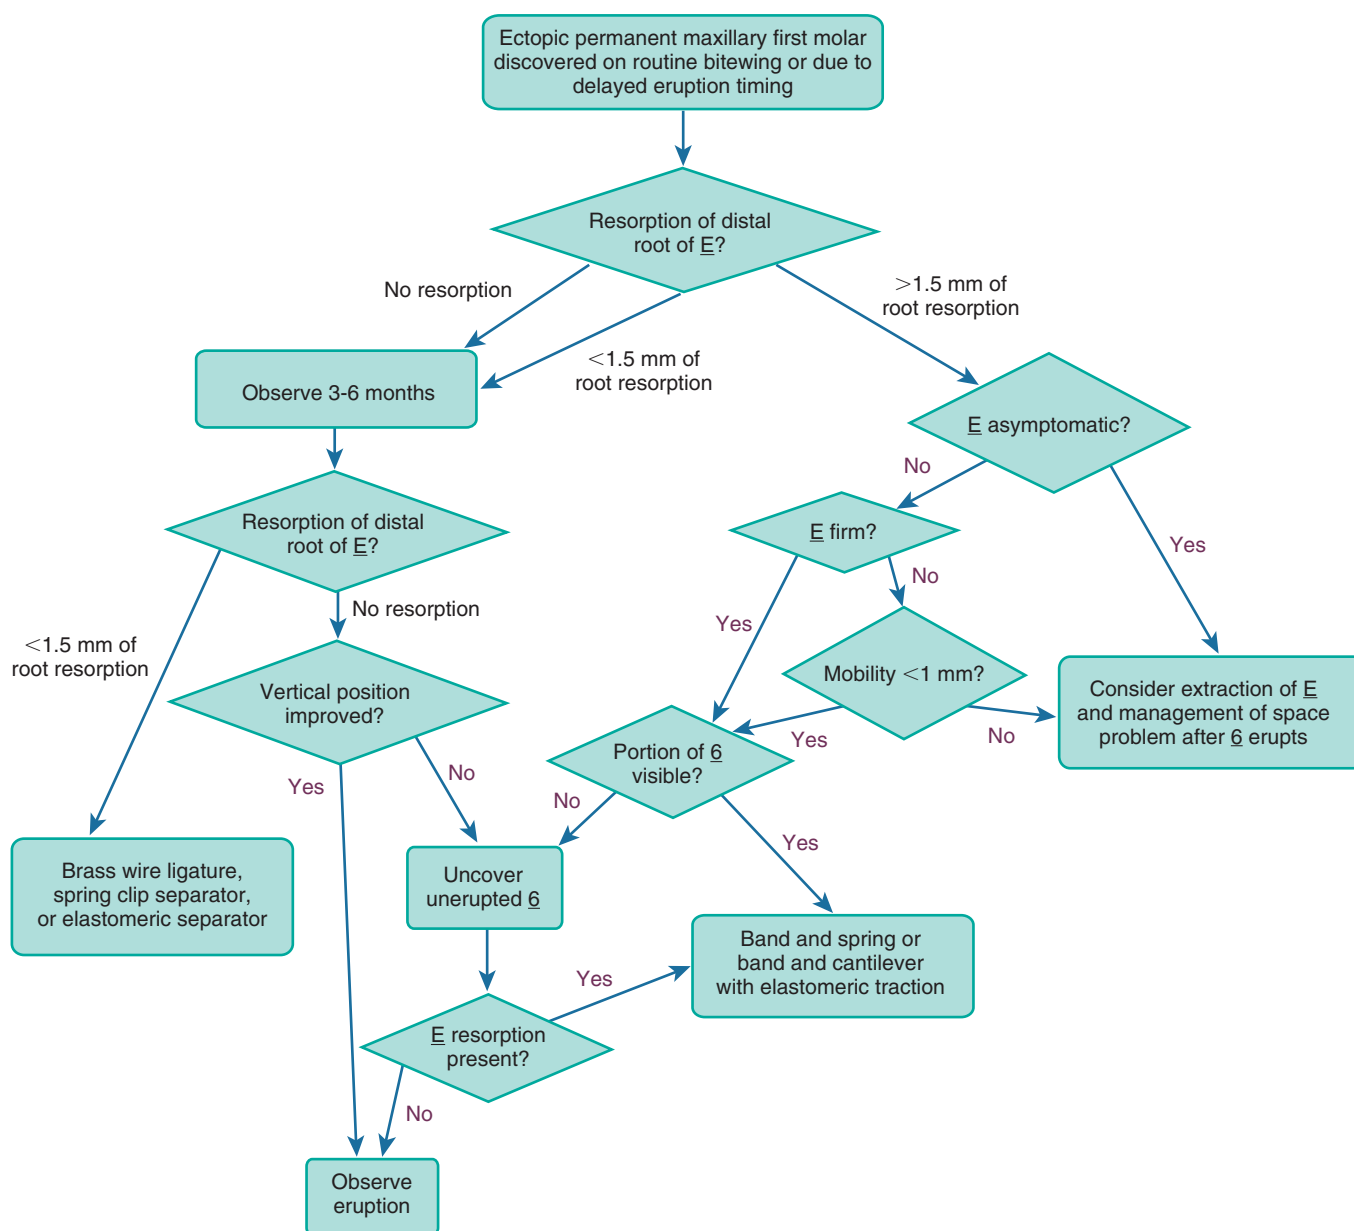 Ectopic permanent maxillary first molar
discovered on routine bitewing or due to
delayed eruption timing
Resorption of distal
root of E?
No resorption
>1.5 mm of
root resorption
<1.5 mm of
root resorption
Observe 3-6 months
E asymptomatic?
No
Yes
Resorption of distal
root of E?
E firm?
No
Yes
No resorption
<1.5 mm of
root resorption
Mobility <1 mm?
Yes
No
Vertical position
improved?
Yes
No
Consider extraction of E
and management of space
problem after 6 erupts
Portion of 6
visible?
No
Yes
Brass wire ligature,
spring clip separator,
or elastomeric separator
Uncover
unerupted 6
Band and spring or
band and cantilever
with elastomeric traction
Yes
E resorption
present?
No
Observe
eruption